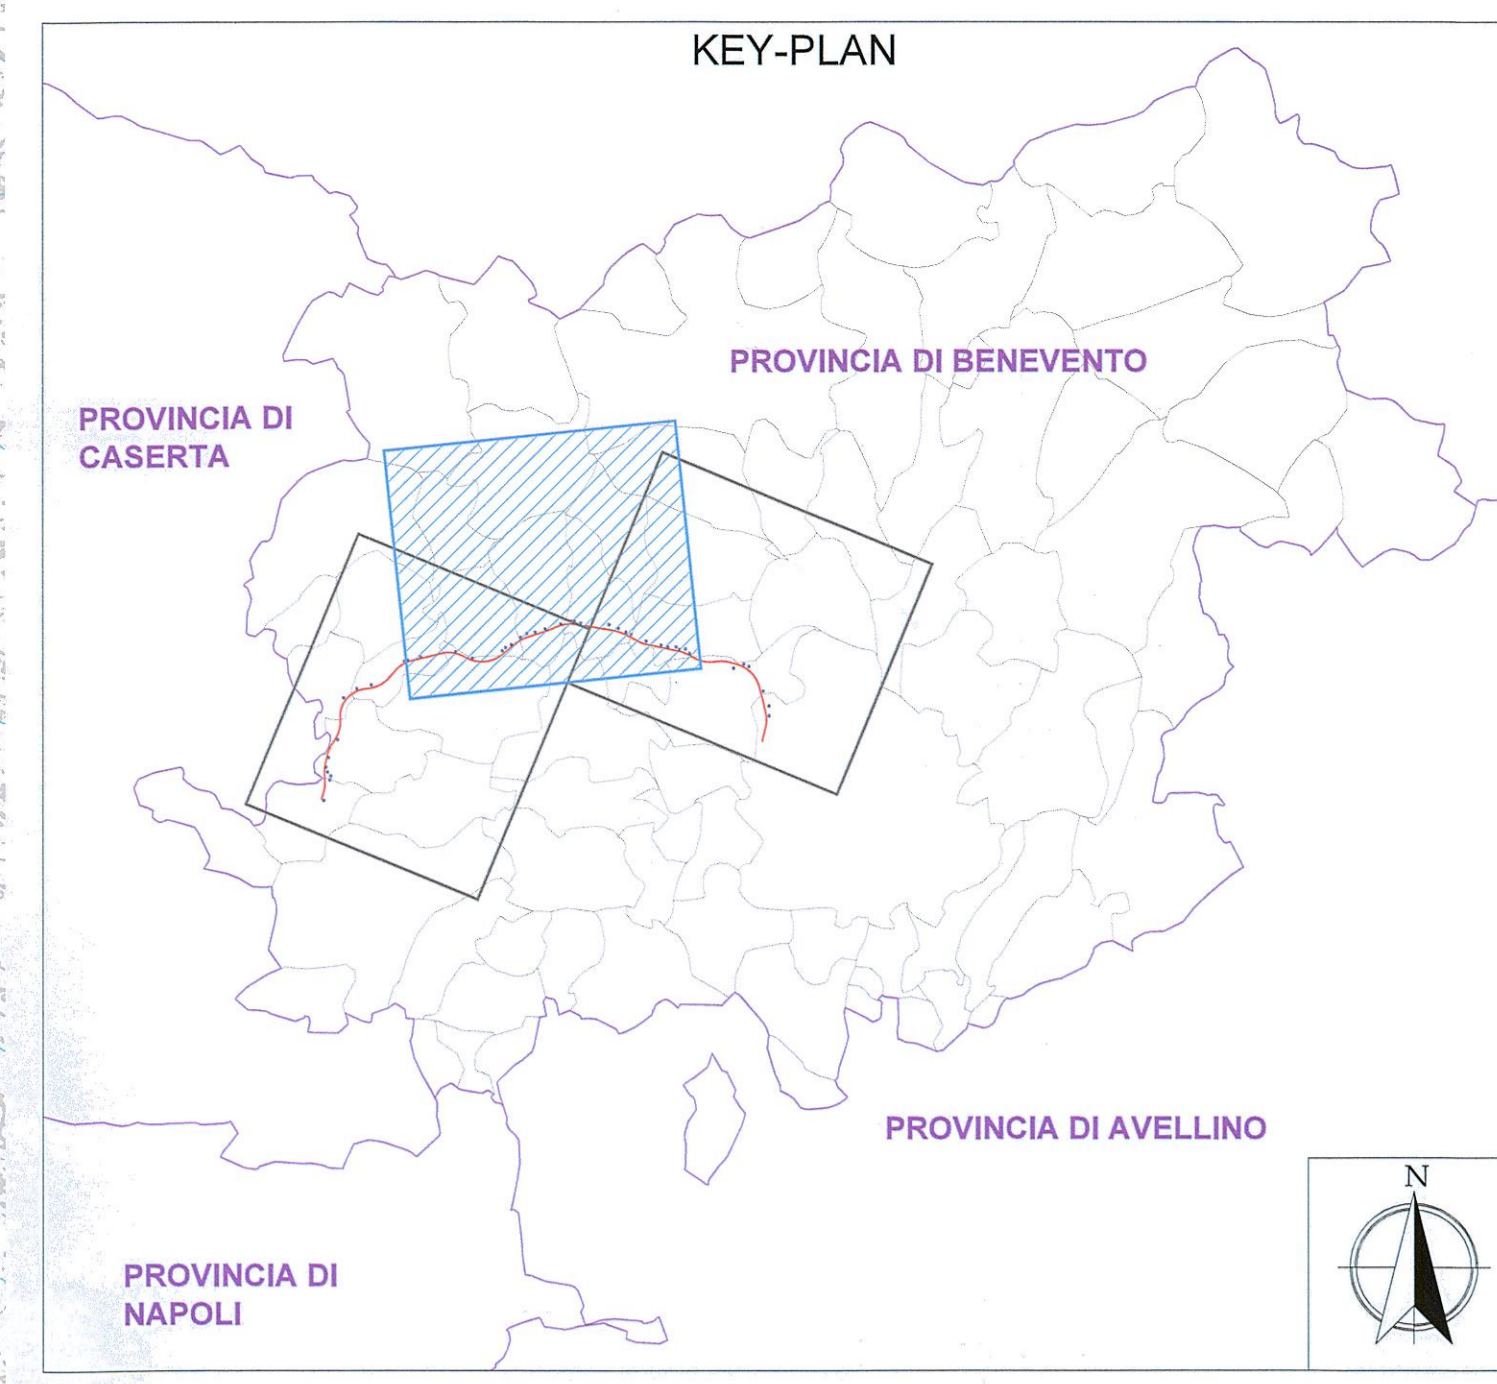 KEY-PLAN
PROVINCIA DI BENEVENTO
PROVINCIA DI
CASERTA
PROVINCIA DI AVELLINO
N
PROVINCIA DI
NAPOLI